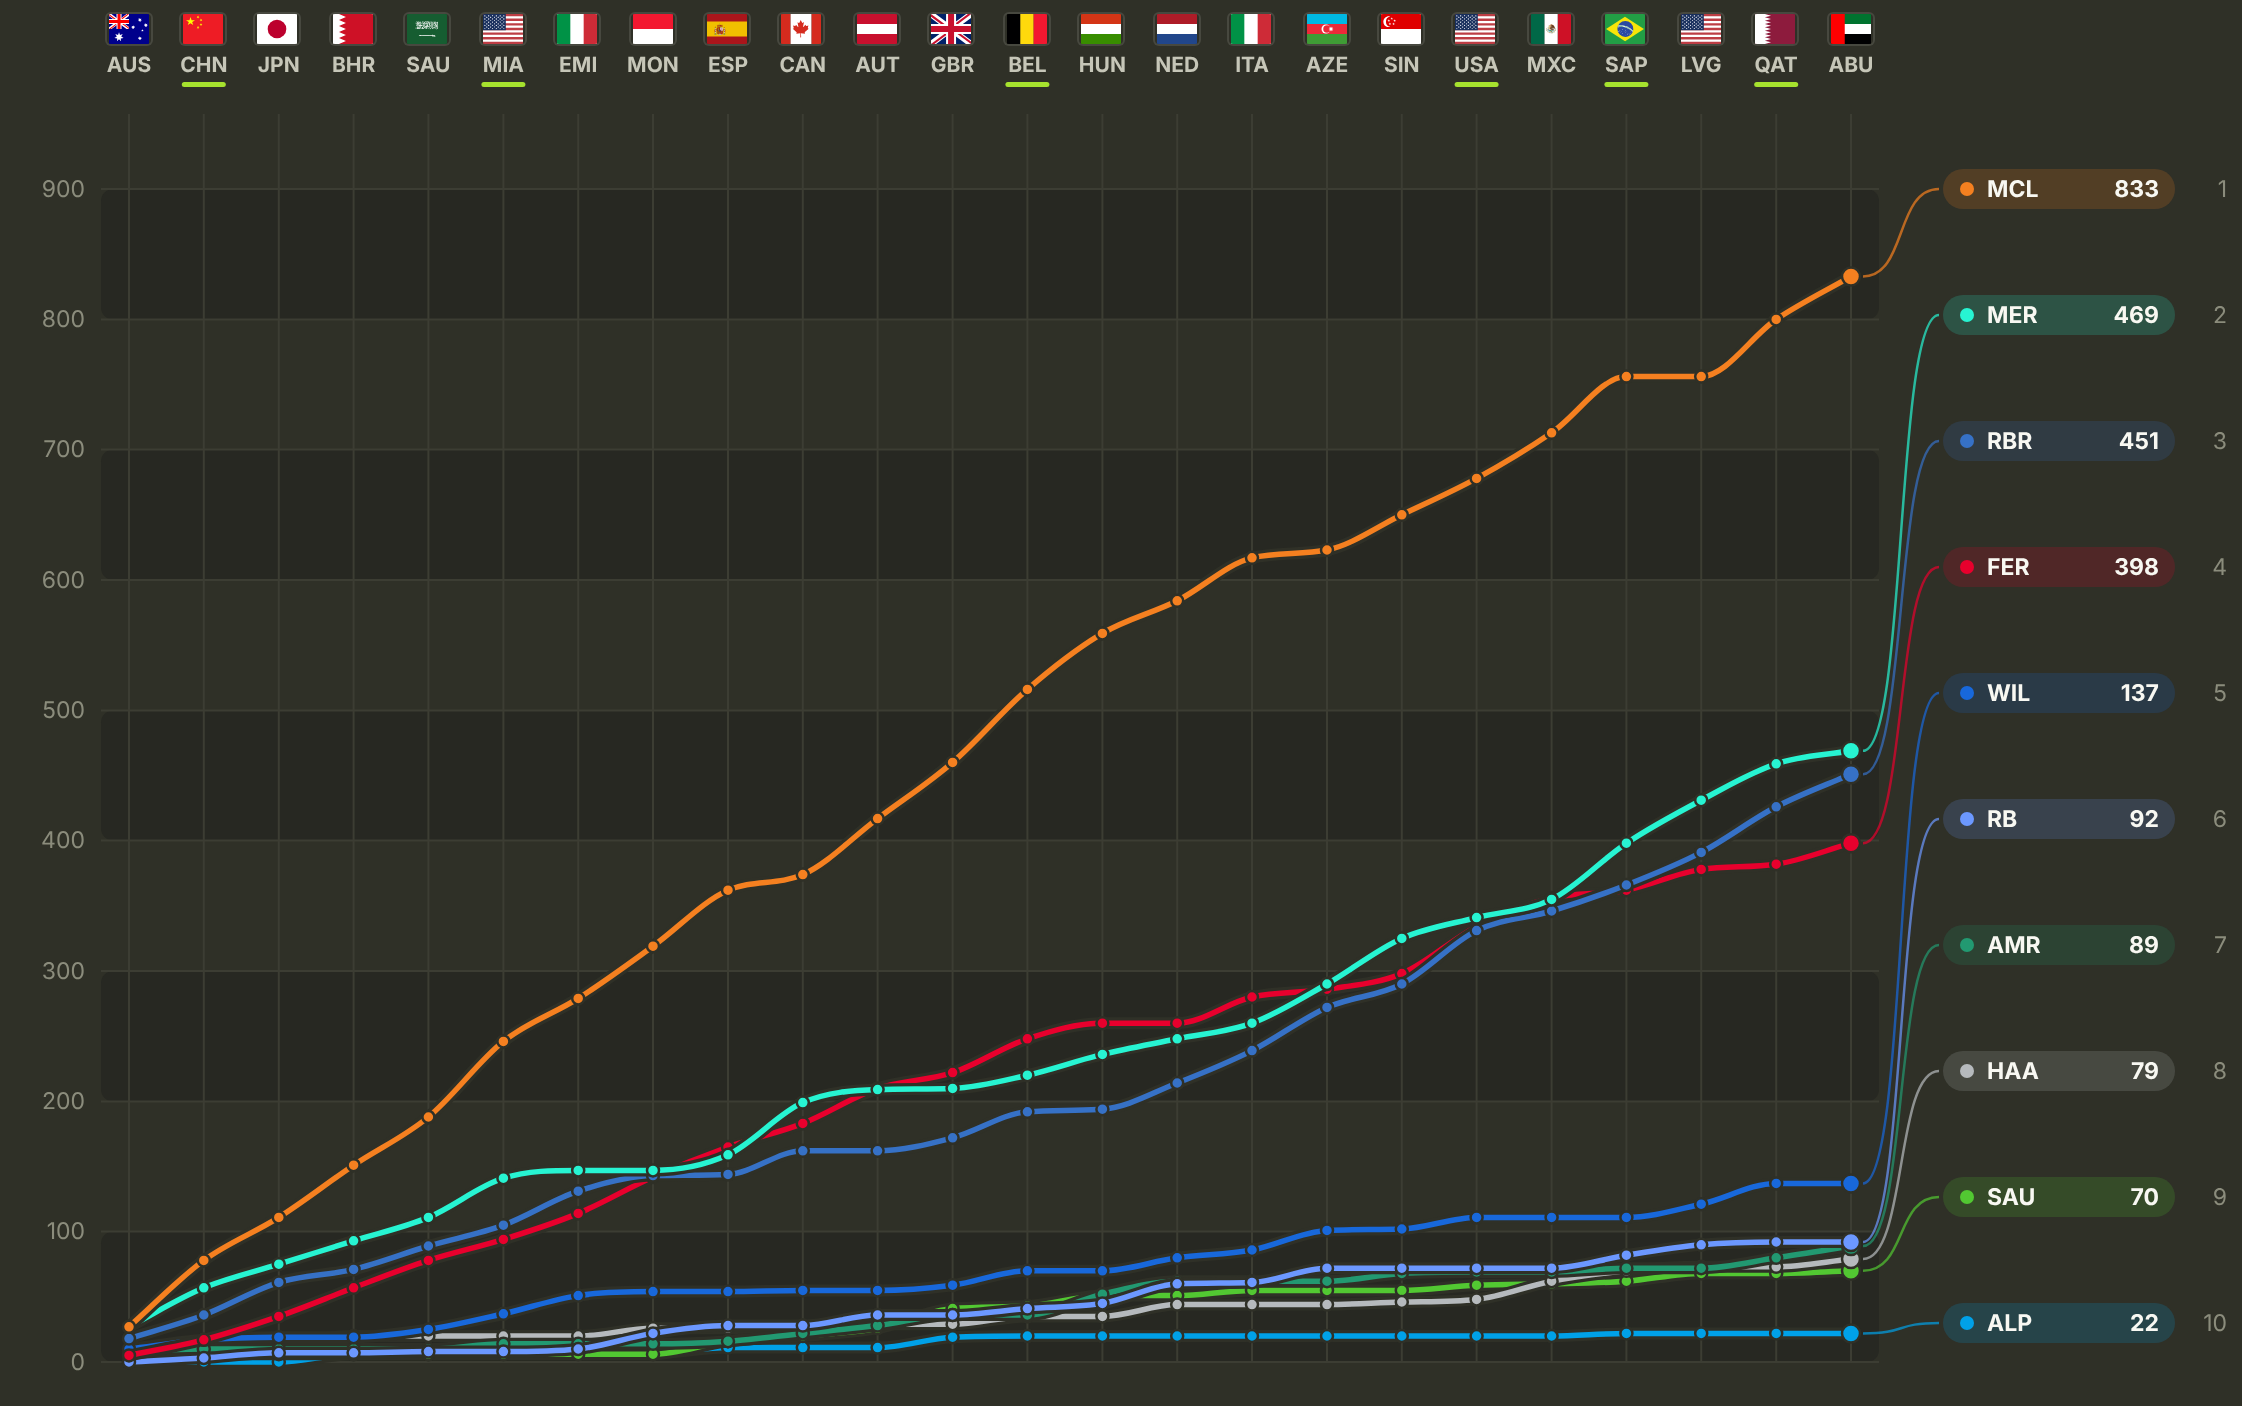 AUS CHN JPN BHR SAU MIA EMI MON ESP CAN AUT GBR BEL HUN NED ITA AZE SIN USA MXC SAP LVG QAT ABU
900
800
700
600
500
400
300
200
100
0
MCL 833 1
MER 469 2
RBR 451 3
FER 398 4
WIL 137 5
RB 92 6
AMR 89 7
HAA 79 8
SAU 70 9
ALP 22 10